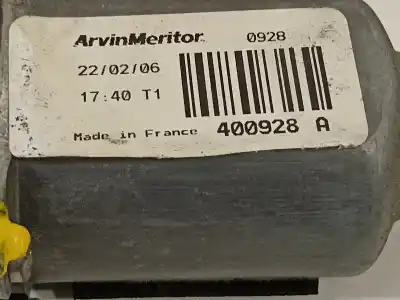 ArvinMeritor. 0928
22/02/06
17:40 T1
Made in France 400928 A